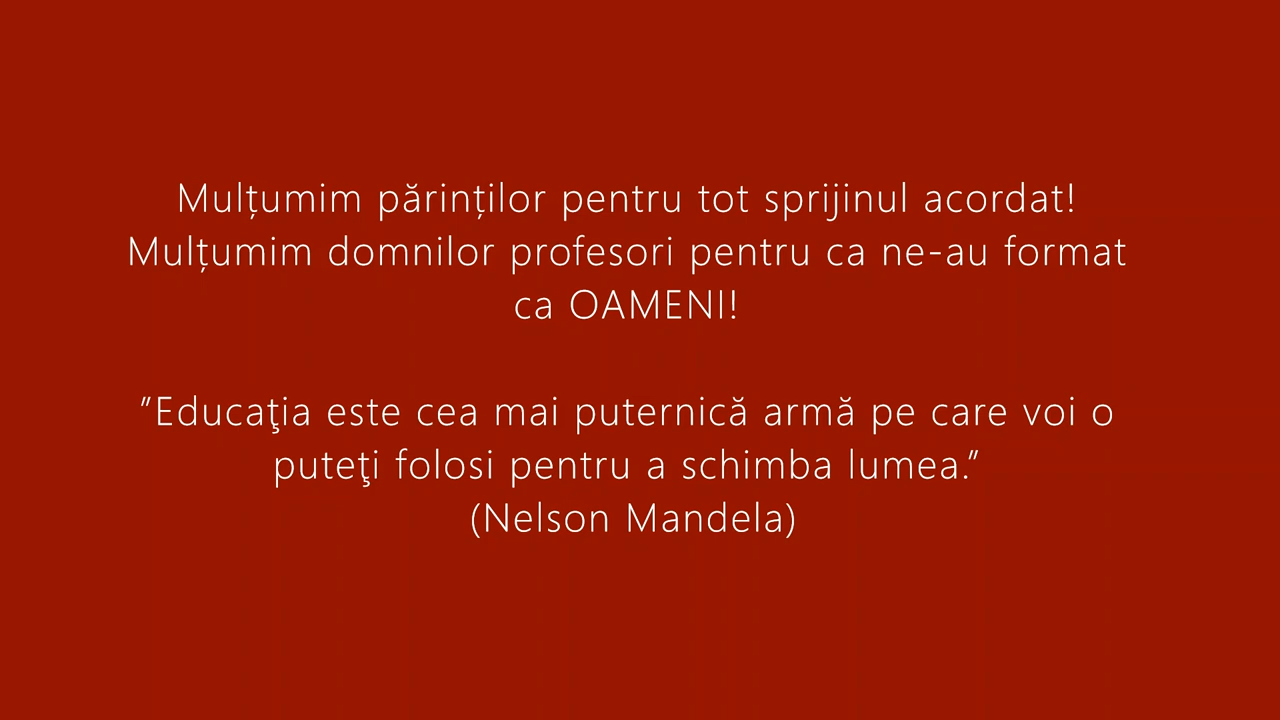 Mulțumim părinților pentru tot sprijinul acordat!
Mulțumim domnilor profesori pentru ca ne-au format
ca OAMENI!
”Educaţia este cea mai puternică armă pe care voi o
puteţi folosi pentru a schimba lumea.”
(Nelson Mandela)